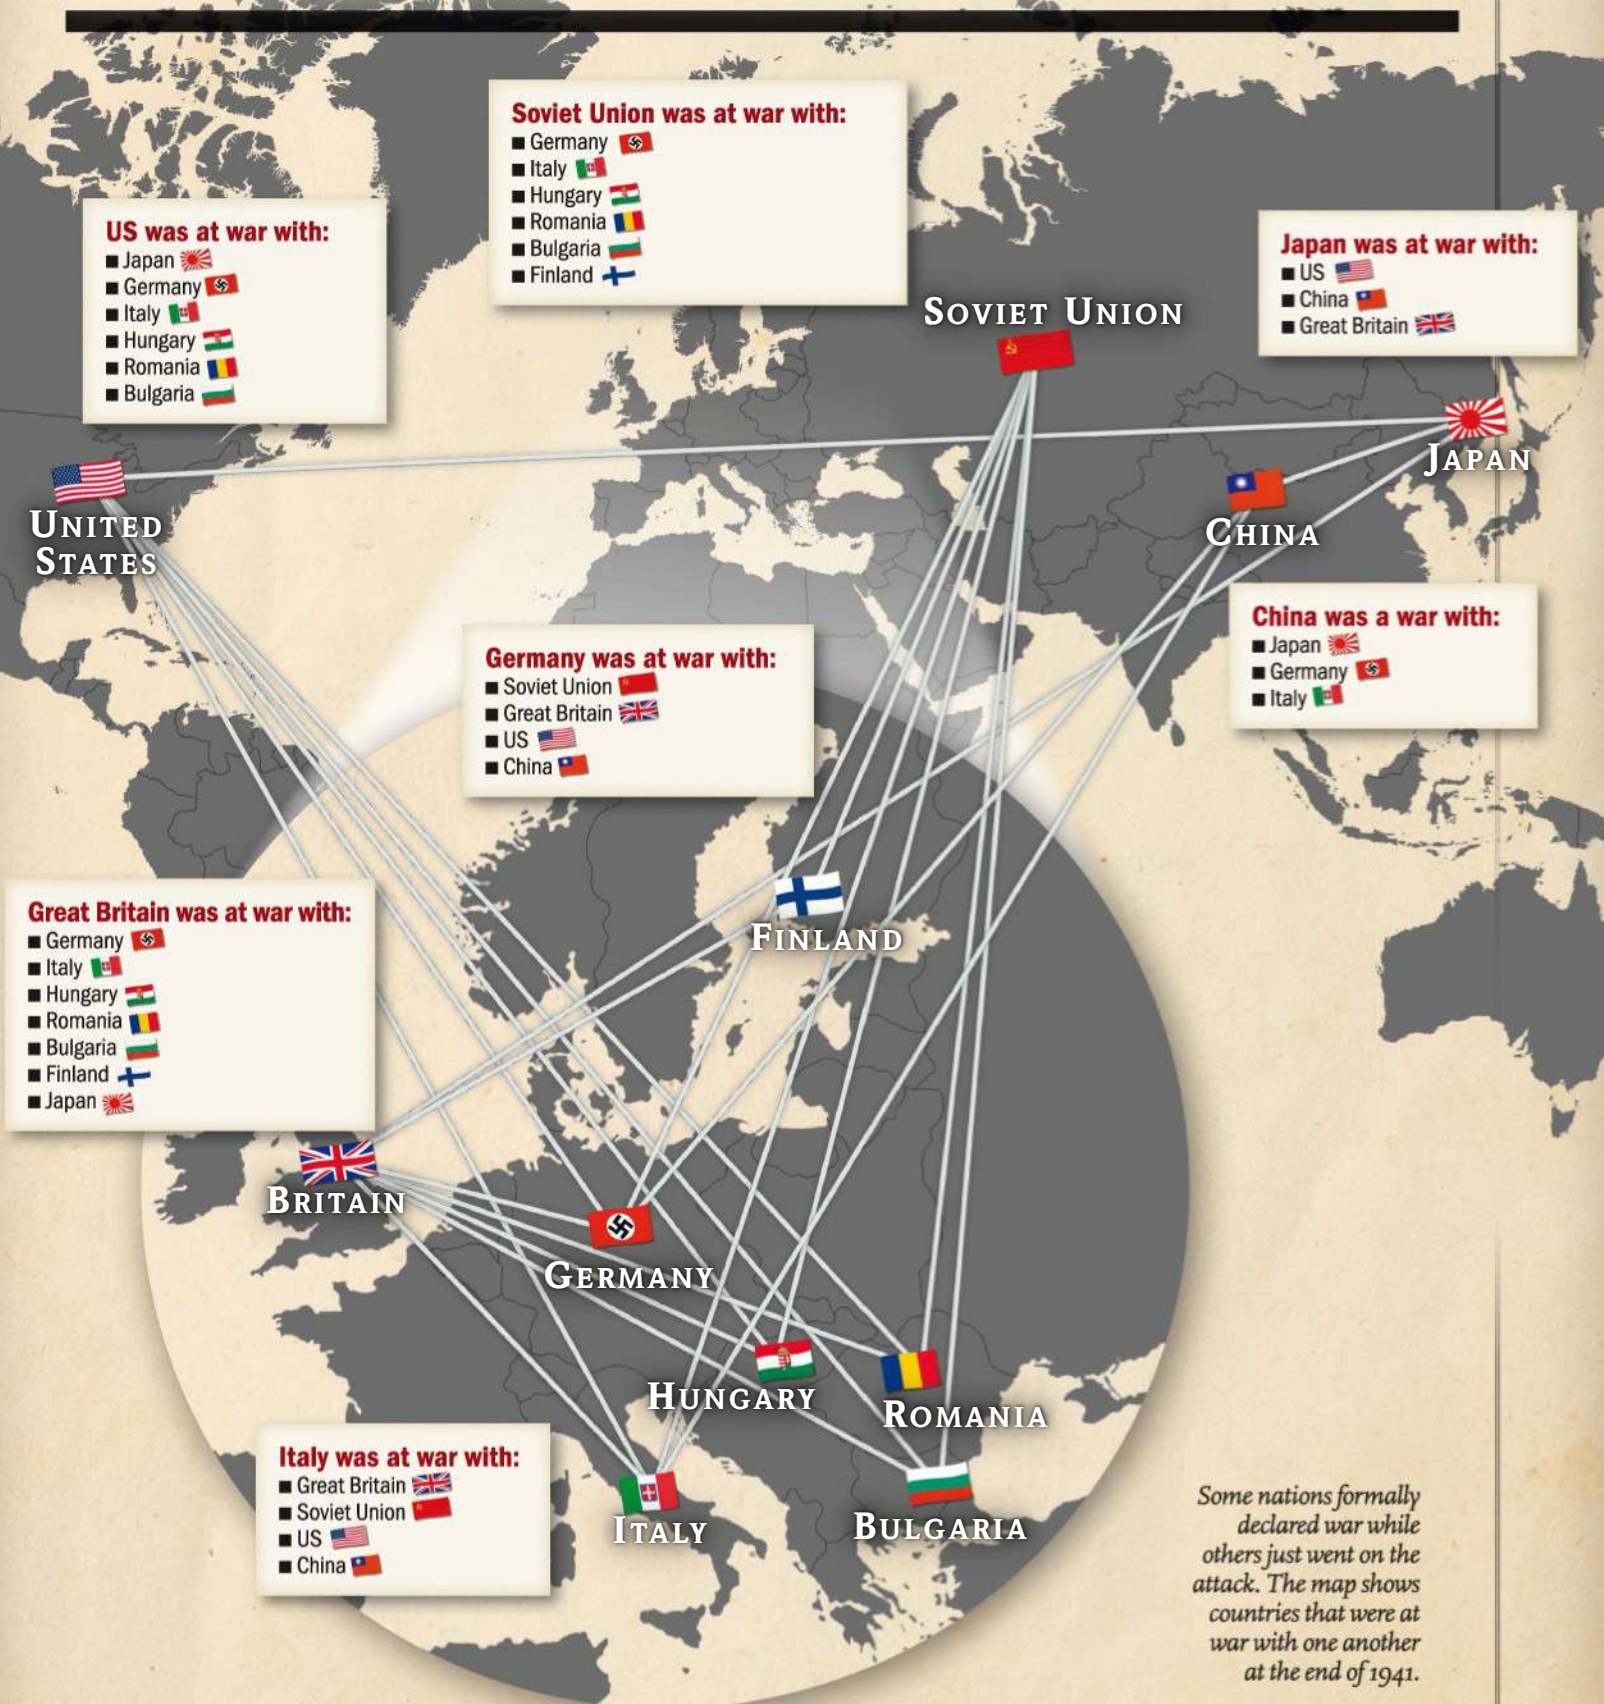 Soviet Union was at war with:
■ Germany
■ Italy
■ Hungary
■ Romania
■ Bulgaria
■ Finland
US was at war with:
■ Japan
■ Germany
■ Italy
■ Hungary
■ Romania
■ Bulgaria
Japan was at war with:
■ US
■ China
■ Great Britain
SOVIET UNION
JAPAN
UNITED
STATES
CHINA
China was a war with:
■ Japan
■ Germany
■ Italy
Germany was at war with:
■ Soviet Union
■ Great Britain
■ US
■ China
Great Britain was at war with:
■ Germany
■ Italy
■ Hungary
■ Romania
■ Bulgaria
■ Finland
■ Japan
FINLAND
BRITAIN
GERMANY
HUNGARY
ROMANIA
Italy was at war with:
■ Great Britain
■ Soviet Union
■ US
■ China
ITALY
BULGARIA
Some nations formally
declared war while
others just went on the
attack. The map shows
countries that were at
war with one another
at the end of 1941.